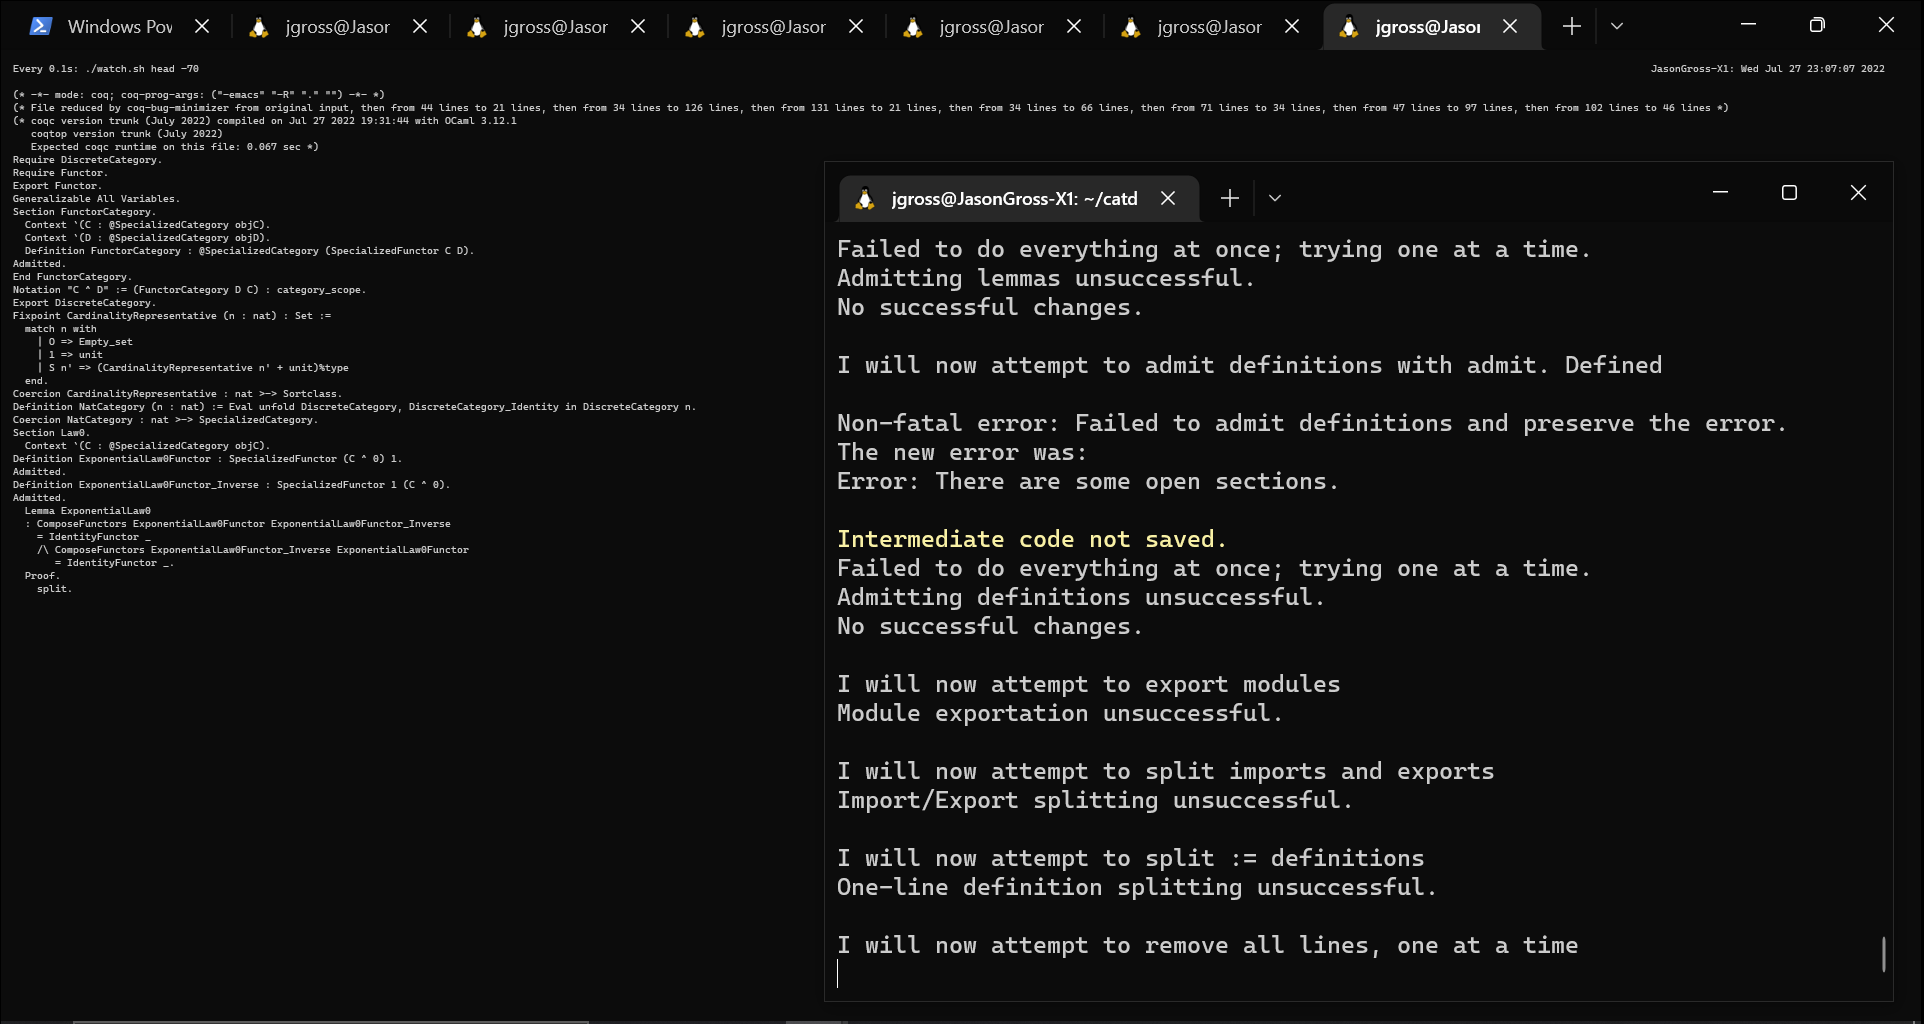 Windows Pov
jgross@Jasor
jgross@Jasor
jgross@Jasor
jgross@Jasor
jgross@Jasor
jgross@Jasoı
Every 0.1s: ./watch.sh head -70
JasonGross-X1: Wed Jul 27 23:07:07 2022
(* -*- mode: coq; coq-prog-args: ("-emacs" "-R" "." "") -*- *)
(* File reduced by coq-bug-minimizer from original input, then from 44 lines to 21 lines, then from 34 lines to 126 lines, then from 131 lines to 21 lines, then from 34 lines to 66 lines, then from 71 lines to 34 lines, then from 47 lines to 97 lines, then from 102 lines to 46 lines *)
(* coqc version trunk (July 2022) compiled on Jul 27 2022 19:31:44 with OCaml 3.12.1
   coqtop version trunk (July 2022)
   Expected coqc runtime on this file: 0.067 sec *)
Require DiscreteCategory.
Require Functor.
Export Functor.
Generalizable All Variables.
Section FunctorCategory.
  Context `(C : @SpecializedCategory objC).
  Context `(D : @SpecializedCategory objD).
  Definition FunctorCategory : @SpecializedCategory (SpecializedFunctor C D).
Admitted.
End FunctorCategory.
Notation "C ^ D" := (FunctorCategory D C) : category_scope.
Export DiscreteCategory.
Fixpoint CardinalityRepresentative (n : nat) : Set :=
  match n with
    | O => Empty_set
    | 1 => unit
    | S n' => (CardinalityRepresentative n' + unit)%type
  end.
Coercion CardinalityRepresentative : nat >-> Sortclass.
Definition NatCategory (n : nat) := Eval unfold DiscreteCategory, DiscreteCategory_Identity in DiscreteCategory n.
Coercion NatCategory : nat >-> SpecializedCategory.
Section Law0.
  Context `(C : @SpecializedCategory objC).
Definition ExponentialLaw0Functor : SpecializedFunctor (C ^ 0) 1.
Admitted.
Definition ExponentialLaw0Functor_Inverse : SpecializedFunctor 1 (C ^ 0).
Admitted.
  Lemma ExponentialLaw0
  : ComposeFunctors ExponentialLaw0Functor ExponentialLaw0Functor_Inverse
    = IdentityFunctor _
    /\ ComposeFunctors ExponentialLaw0Functor_Inverse ExponentialLaw0Functor
       = IdentityFunctor _.
  Proof.
    split.
jgross@JasonGross-X1: ~/catd
Failed to do everything at once; trying one at a time.
Admitting lemmas unsuccessful.
No successful changes.
I will now attempt to admit definitions with admit. Defined
Non-fatal error: Failed to admit definitions and preserve the error.
The new error was:
Error: There are some open sections.
Intermediate code not saved.
Failed to do everything at once; trying one at a time.
Admitting definitions unsuccessful.
No successful changes.
I will now attempt to export modules
Module exportation unsuccessful.
I will now attempt to split imports and exports
Import/Export splitting unsuccessful.
I will now attempt to split := definitions
One-line definition splitting unsuccessful.
I will now attempt to remove all lines, one at a time